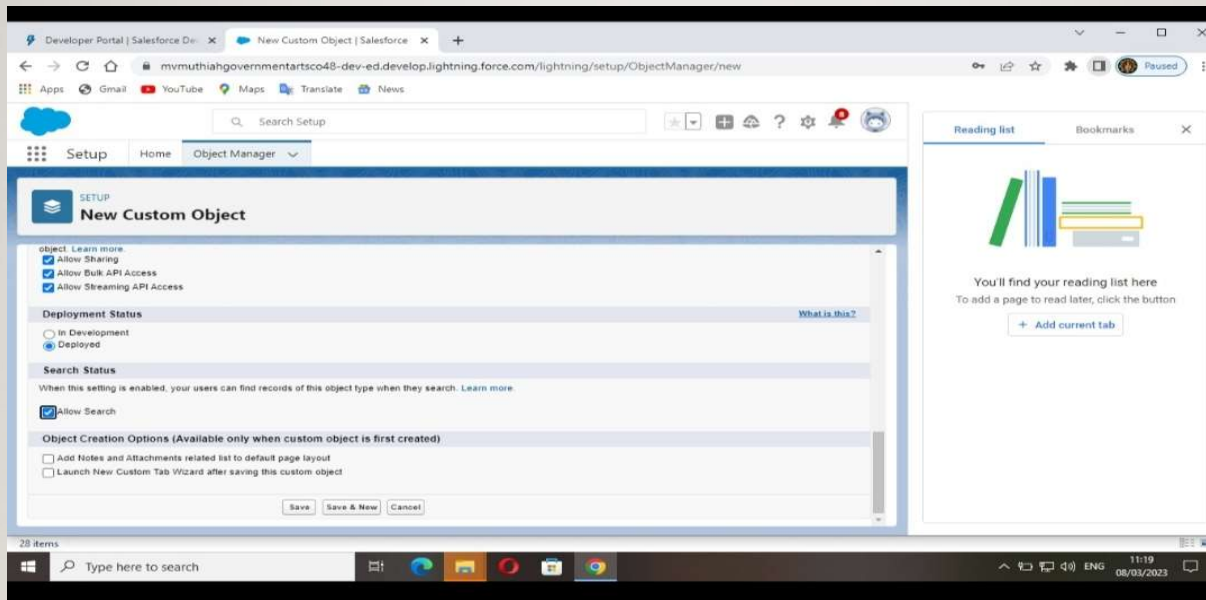 Developer Portal | Salesforce De
New Custom Object | Salesforce
mvmuthiahgovernmentartsco48-dev-ed.develop.lightning.force.com/lightning/setup/ObjectManager/new
Paused
Apps Gmail YouTube Maps Translate News
Search Setup
Setup Home Object Manager
SETUP
New Custom Object
object. Learn more.
Allow Sharing
Allow Bulk API Access
Allow Streaming API Access
Deployment Status What is this?
In Development
Deployed
Search Status
When this setting is enabled, your users can find records of this object type when they search. Learn more.
Allow Search
Object Creation Options (Available only when custom object is first created)
Add Notes and Attachments related list to default page layout
Launch New Custom Tab Wizard after saving this custom object
Save Save & New Cancel
Reading list Bookmarks
You'll find your reading list here
To add a page to read later, click the button
+ Add current tab
28 items
Type here to search
ENG
11:19
08/03/2023